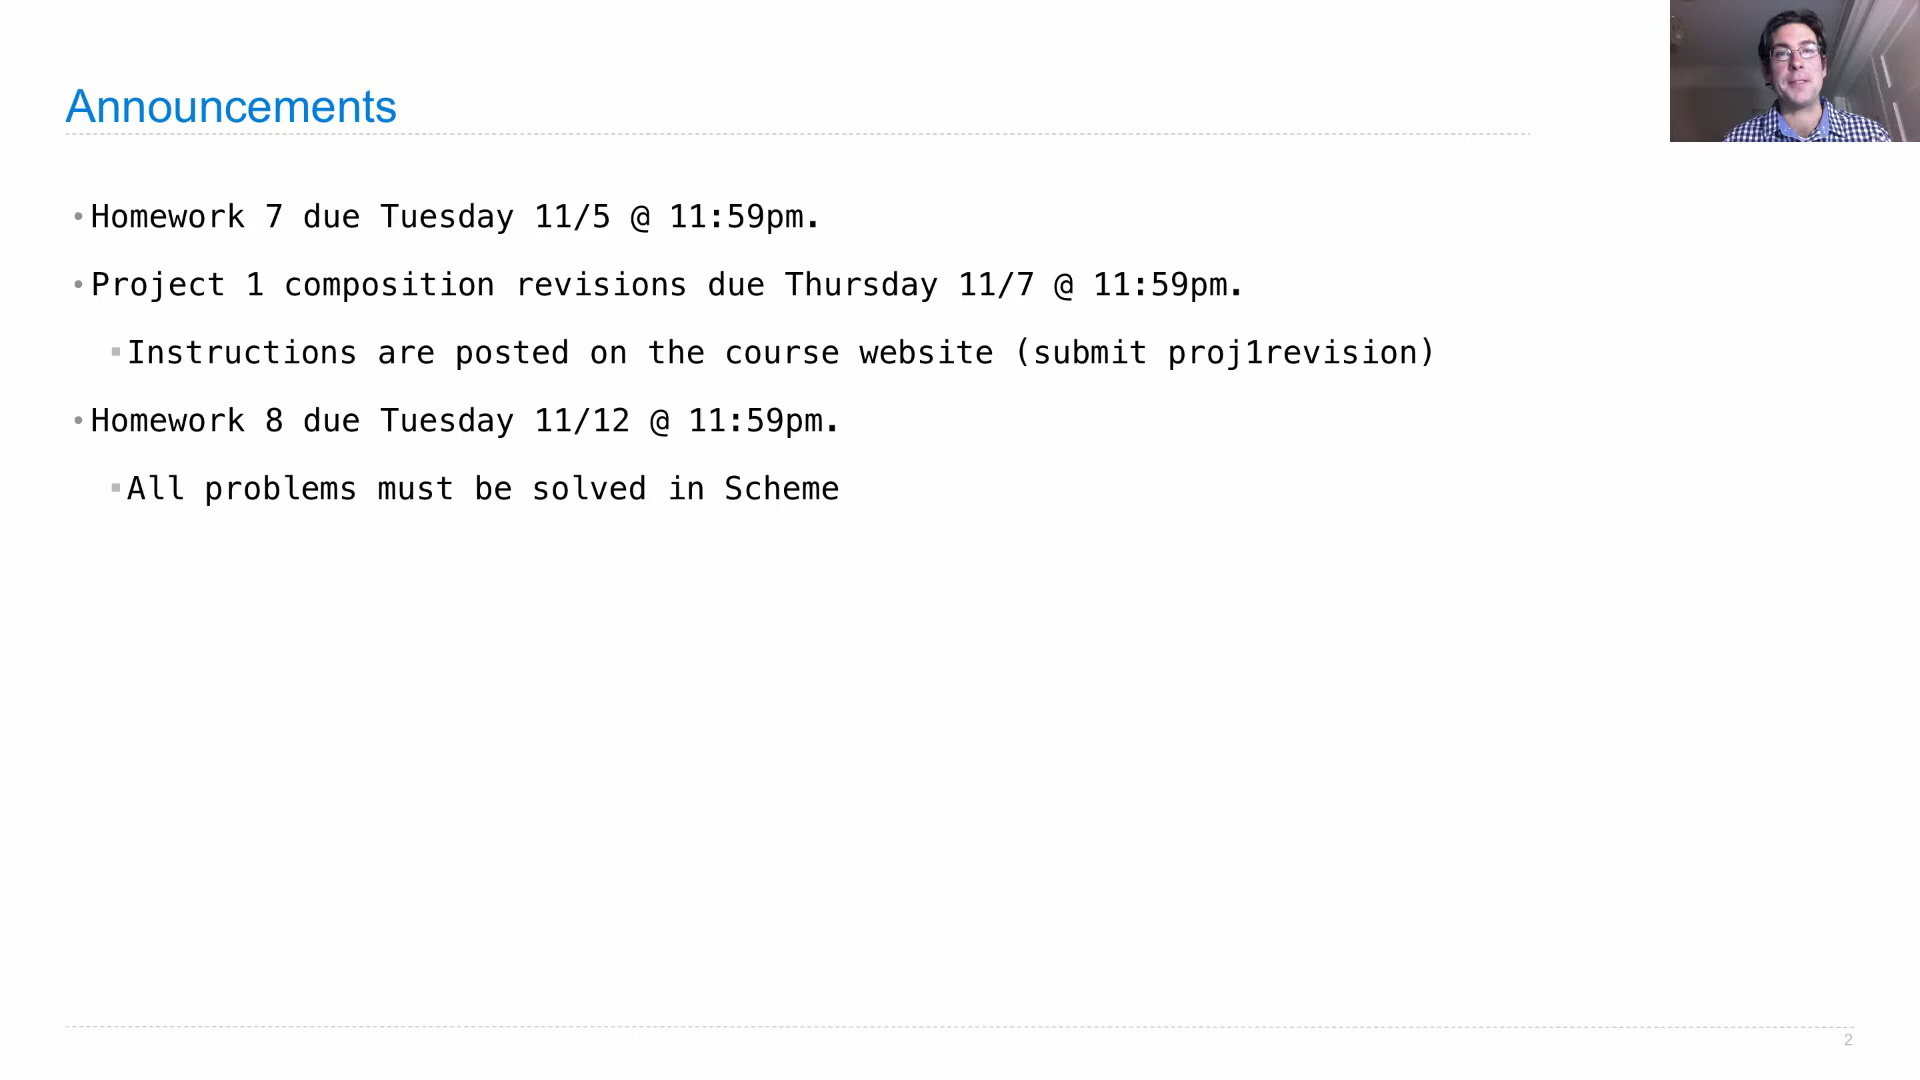 Announcements
•Homework 7 due Tuesday 11/5 @ 11:59pm.
•Project 1 composition revisions due Thursday 11/7 @ 11:59pm.
▪Instructions are posted on the course website (submit proj1revision)
•Homework 8 due Tuesday 11/12 @ 11:59pm.
▪All problems must be solved in Scheme
2